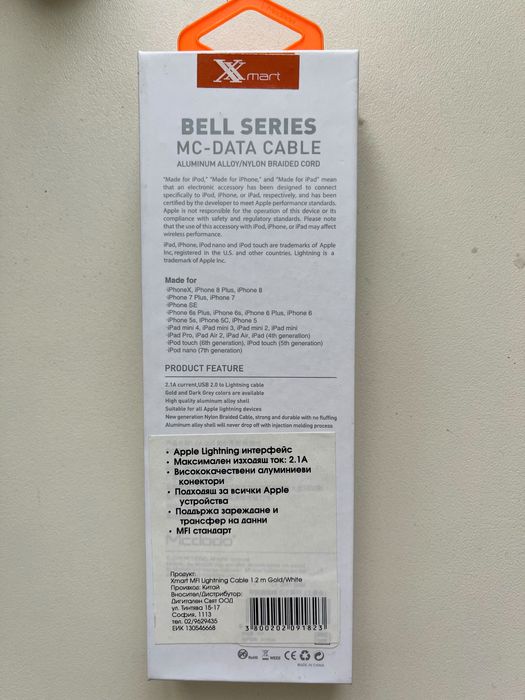 XXmart
BELL SERIES
MC-DATA CABLE
ALUMINUM ALLOY/NYLON BRAIDED CORD
"Made for iPod," "Made for iPhone," and "Made for iPad" mean
that an electronic accessory has been designed to connect
specifically to iPod, iPhone, or iPad, respectively, and has been
certified by the developer to meet Apple performance standards.
Apple is not responsible for the operation of this device or its
compliance with safety and regulatory standards. Please note
that the use of this accessory with iPod, iPhone, or iPad may affect
wireless performance.
iPad, iPhone, iPod nano and iPod touch are trademarks of Apple
Inc, registered in the U.S. and other countries. Lightning is a
trademark of Apple Inc.
Made for
·iPhoneX, iPhone 8 Plus, iPhone 8
·iPhone 7 Plus, iPhone 7
·iPhone SE
·iPhone 6s Plus, iPhone 6s, iPhone 6 Plus, iPhone 6
·iPhone 5s, iPhone 5C, iPhone 5
·iPad mini 4, iPad mini 3, iPad mini 2, iPad mini
·iPad Pro, iPad Air 2, iPad Air, iPad (4th generation)
·iPod touch (6th generation), iPod touch (5th generation)
·iPod nano (7th generation)
PRODUCT FEATURE
2.1A current,USB 2.0 to Lightning cable
Gold and Dark Grey colors are available
High quality aluminum alloy shell
Suitable for all Apple lightning devices
New generation Nylon Braided Cable, strong and durable with no fluffing
Aluminum alloy shell will never drop off with injection molding process
• Apple Lightning интерфейс
• Максимален изходящ ток: 2.1A
• Висококачествени алуминиеви
конектори
• Подходящ за всички Apple
устройства
• Поддържа зареждане и
трансфер на данни
• MFI стандарт
Mcdodo
Продукт:
Xmart MFI Lightning Cable 1.2 m Gold/White
Произход: Китай
Вносител/Дистрибутор:
Дигитален Свят ООД
ул. Тинтява 15-17
София, 1113
тел. 02/9629435
ЕИК 130546668
3800202091823
RoHS WEEE CE
MADE IN CHINA